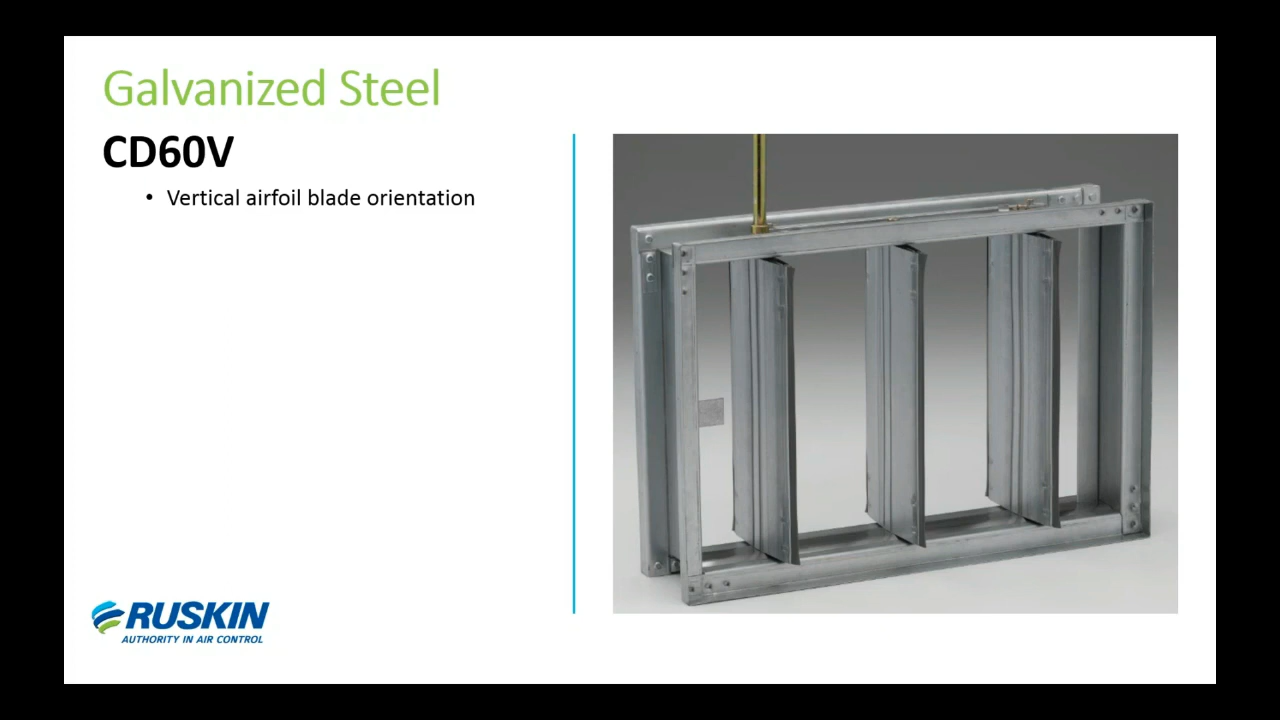 Galvanized Steel
CD60V
• Vertical airfoil blade orientation
RUSKIN
AUTHORITY IN AIR CONTROL